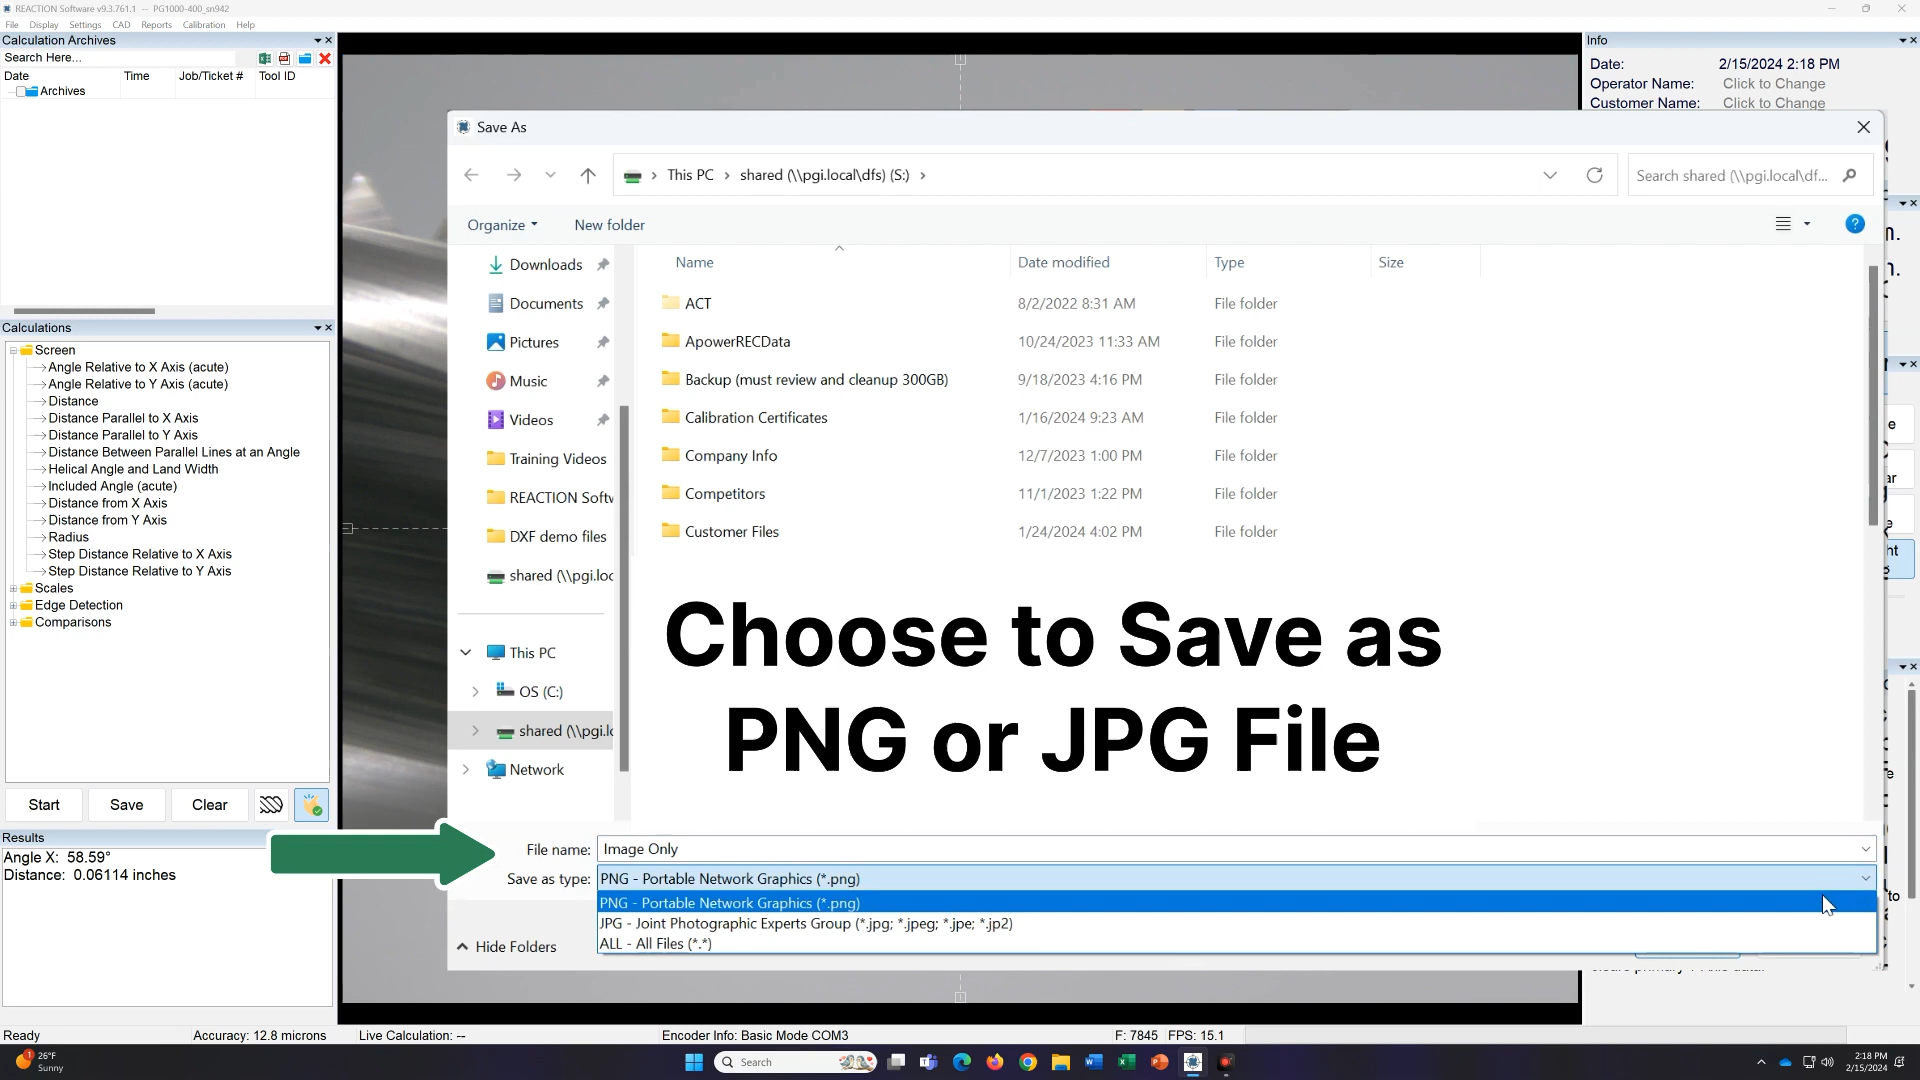 REACTION Software v9.3.761.1 - PG1000-400_sn942
File Display Settings CAD Reports Calibration Help
Calculation Archives
Search Here...
Date Time Job/Ticket # Tool ID
Archives
Calculations
Screen
Angle Relative to X Axis (acute)
Angle Relative to Y Axis (acute)
Distance
Distance Parallel to X Axis
Distance Parallel to Y Axis
Distance Between Parallel Lines at an Angle
Helical Angle and Land Width
Included Angle (acute)
Distance from X Axis
Distance from Y Axis
Radius
Step Distance Relative to X Axis
Step Distance Relative to Y Axis
Scales
Edge Detection
Comparisons
Start Save Clear
Results
Angle X: 58.59°
Distance: 0.06114 inches
Info
Date: 2/15/2024 2:18 PM
Operator Name: Click to Change
Customer Name: Click to Change
Save As
This PC > shared (\\pgi.local\dfs) (S:) >
Search shared (\\pgi.local\df...
Organize New folder
Downloads
Documents
Pictures
Music
Videos
Training Videos
REACTION Softw
DXF demo files
shared (\\pgi.loc
This PC
OS (C:)
shared (\\pgi.lo
Network
Name Date modified Type Size
ACT 8/2/2022 8:31 AM File folder
ApowerRECData 10/24/2023 11:33 AM File folder
Backup (must review and cleanup 300GB) 9/18/2023 4:16 PM File folder
Calibration Certificates 1/16/2024 9:23 AM File folder
Company Info 12/7/2023 1:00 PM File folder
Competitors 11/1/2023 1:22 PM File folder
Customer Files 1/24/2024 4:02 PM File folder
Choose to Save as
PNG or JPG File
File name: Image Only
Save as type: PNG - Portable Network Graphics (*.png)
PNG - Portable Network Graphics (*.png)
JPG - Joint Photographic Experts Group (*.jpg; *.jpeg; *.jpe; *.jp2)
ALL - All Files (*.*)
Hide Folders
Ready Accuracy: 12.8 microns Live Calculation: -- Encoder Info: Basic Mode COM3 F: 7845 FPS: 15.1
1
26°F
Sunny
Search
2:18 PM
2/15/2024